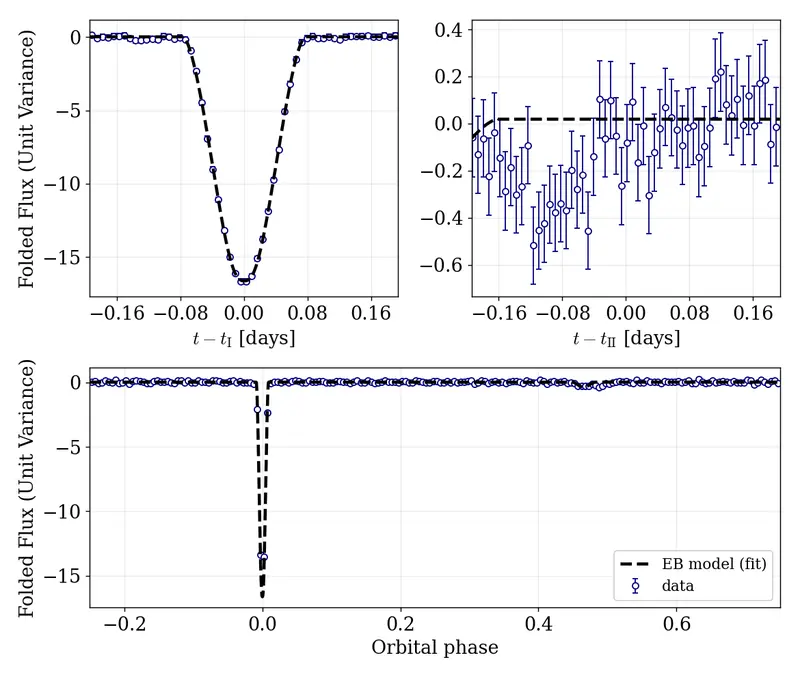 Folded Flux (Unit Variance)
0
−5
−10
−15
−0.16 −0.08 0.00 0.08 0.16
t − tI [days]
0.4
0.2
0.0
−0.2
−0.4
−0.6
−0.16 −0.08 0.00 0.08 0.16
t − tII [days]
Folded Flux (Unit Variance)
0
−5
−10
−15
EB model (fit)
data
−0.2 0.0 0.2 0.4 0.6
Orbital phase